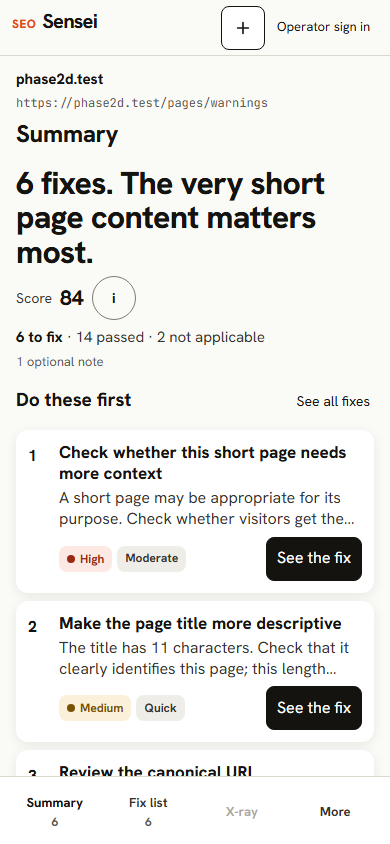 SEO Sensei
+
Operator sign in
phase2d.test
https://phase2d.test/pages/warnings
Summary
6 fixes. The very short
page content matters
most.
Score 84 i
6 to fix · 14 passed · 2 not applicable
1 optional note
Do these first
See all fixes
1
Check whether this short page needs
more context
A short page may be appropriate for its
purpose. Check whether visitors get the...
High
Moderate
See the fix
2
Make the page title more descriptive
The title has 11 characters. Check that it
clearly identifies this page; this length...
Medium
Quick
See the fix
3
Review the canonical URL
Summary
6
Fix list
6
X-ray
More